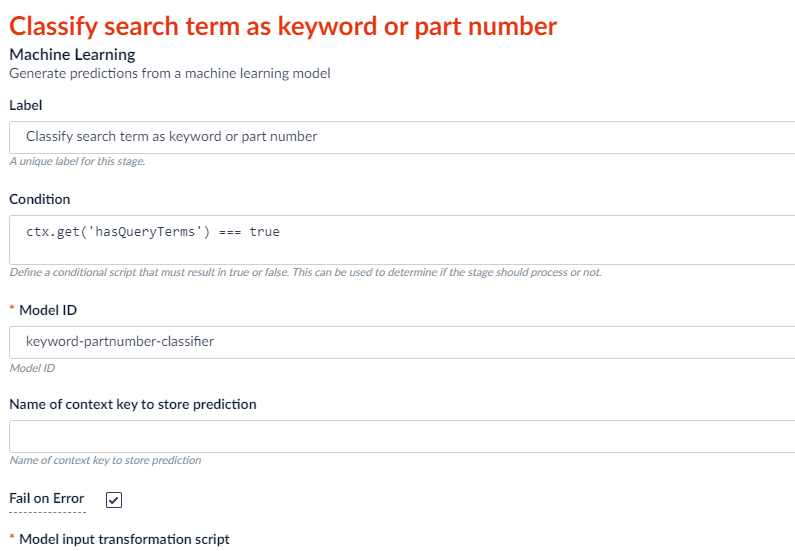 Classify search term as keyword or part number
Machine Learning
Generate predictions from a machine learning model
Label
Classify search term as keyword or part number
A unique label for this stage.
Condition
ctx.get('hasQueryTerms') === true
Define a conditional script that must result in true or false. This can be used to determine if the stage should process or not.
* Model ID
keyword-partnumber-classifier
Model ID
Name of context key to store prediction
Name of context key to store prediction
Fail on Error
* Model input transformation script